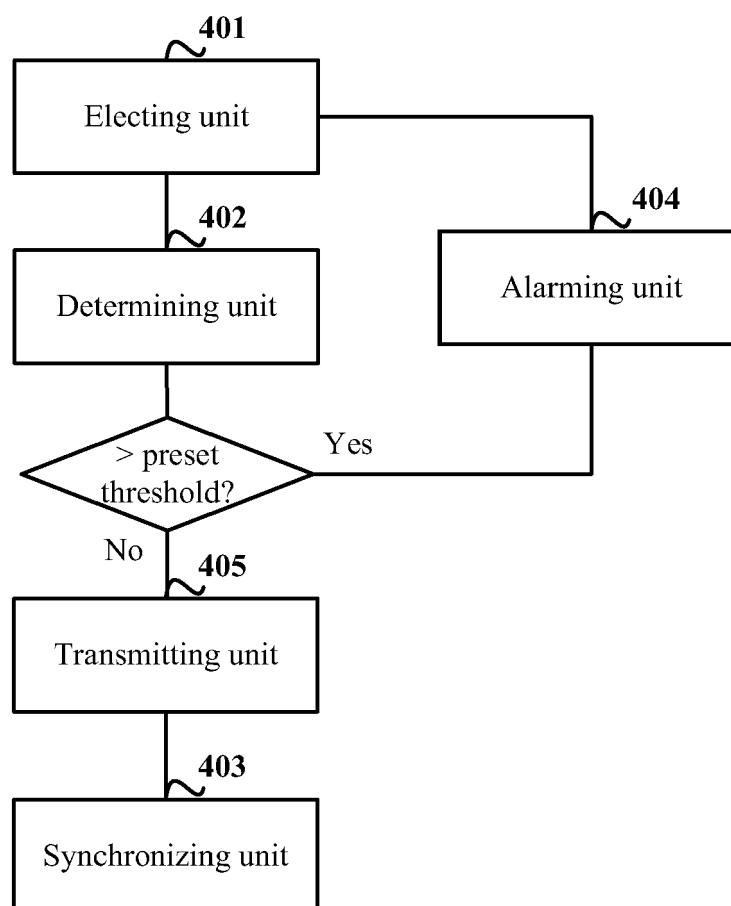 401
Electing unit
402
404
Determining unit
Alarming unit
> preset
threshold?
Yes
No
405
Transmitting unit
403
Synchronizing unit